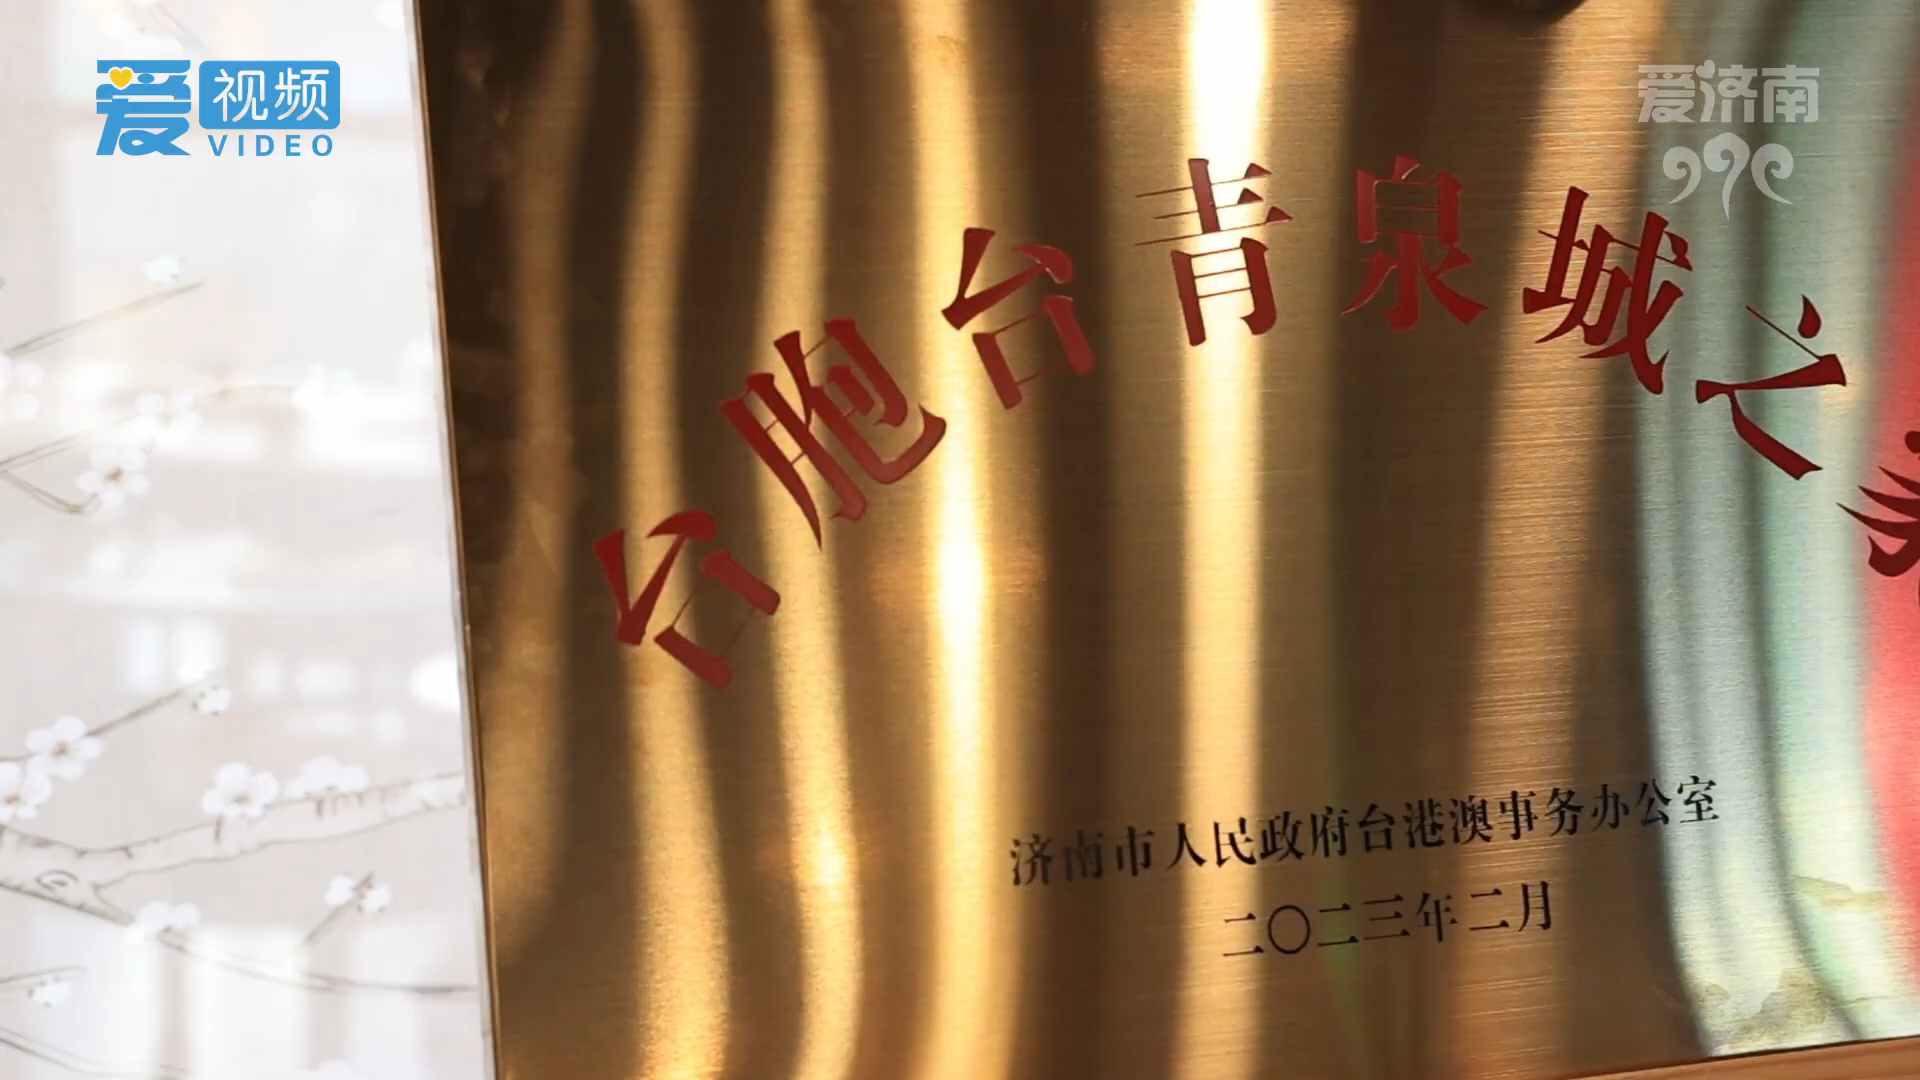 爱视频
VIDEO
爱济南
台胞台青泉城之
济南市人民政府台港澳事务办公室
二〇二三年二月